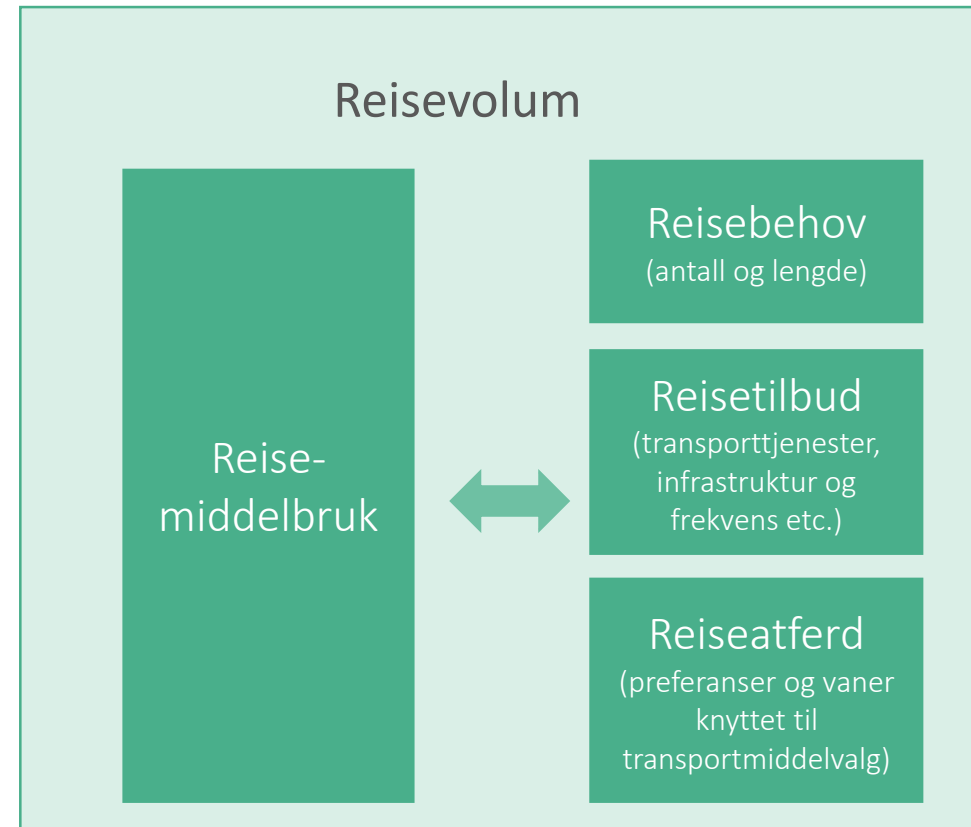 Reisevolum
Reise-
middelbruk
Reisebehov
(antall og lengde)
Reisetilbud
(transporttjenester,
infrastruktur og
frekvens etc.)
Reiseatferd
(preferanser og vaner
knyttet til
transportmiddelvalg)